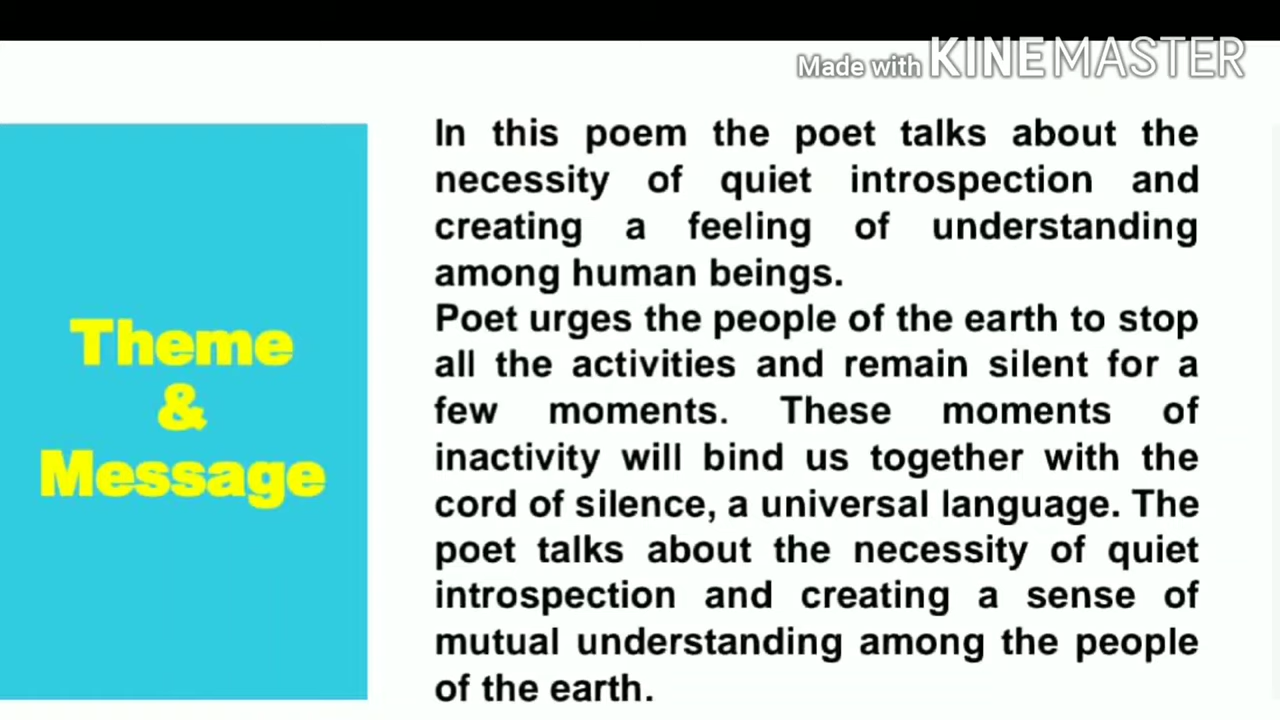 Made with KINEMASTER
Theme
&
Message
In this poem the poet talks about the
necessity of quiet introspection and
creating a feeling of understanding
among human beings.
Poet urges the people of the earth to stop
all the activities and remain silent for a
few moments. These moments of
inactivity will bind us together with the
cord of silence, a universal language. The
poet talks about the necessity of quiet
introspection and creating a sense of
mutual understanding among the people
of the earth.